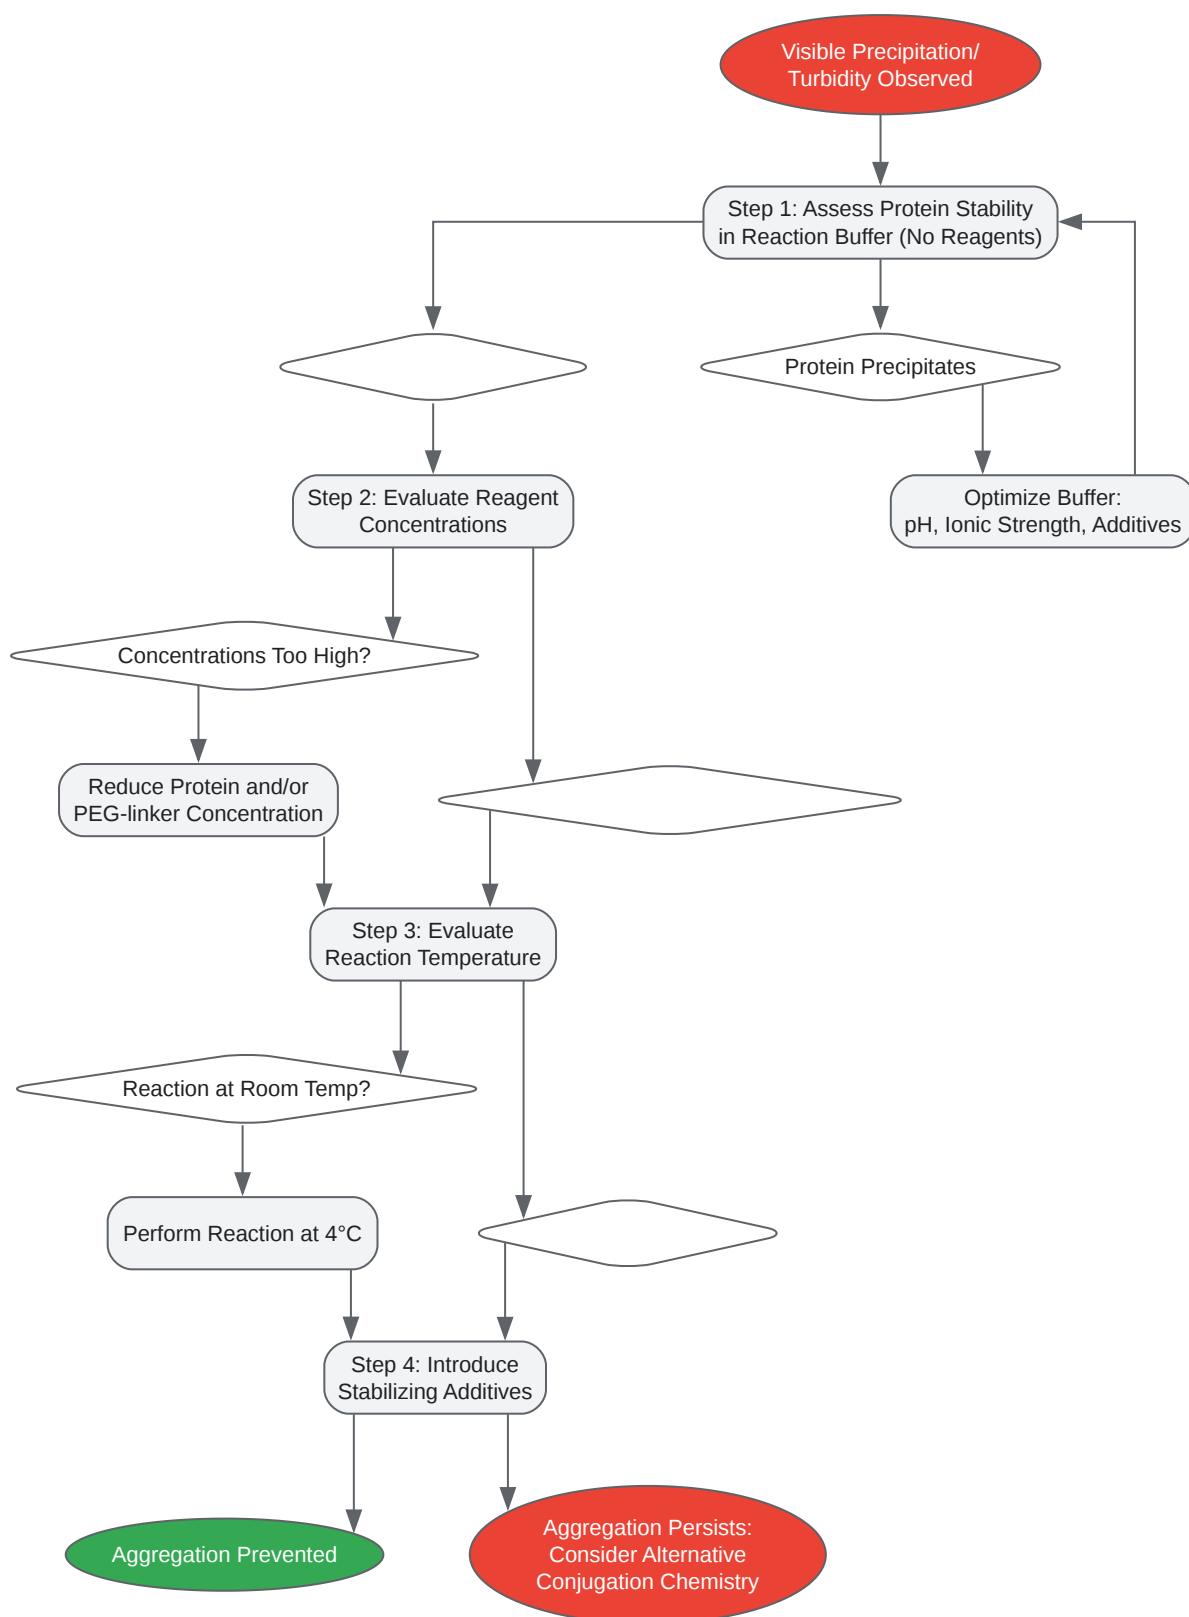 Visible Precipitation/
Turbidity Observed
Step 1: Assess Protein Stability
in Reaction Buffer (No Reagents)
Protein Precipitates
Step 2: Evaluate Reagent
Concentrations
Optimize Buffer:
pH, Ionic Strength, Additives
Concentrations Too High?
Reduce Protein and/or
PEG-linker Concentration
Step 3: Evaluate
Reaction Temperature
Reaction at Room Temp?
Perform Reaction at 4°C
Step 4: Introduce
Stabilizing Additives
Aggregation Prevented
Aggregation Persists:
Consider Alternative
Conjugation Chemistry